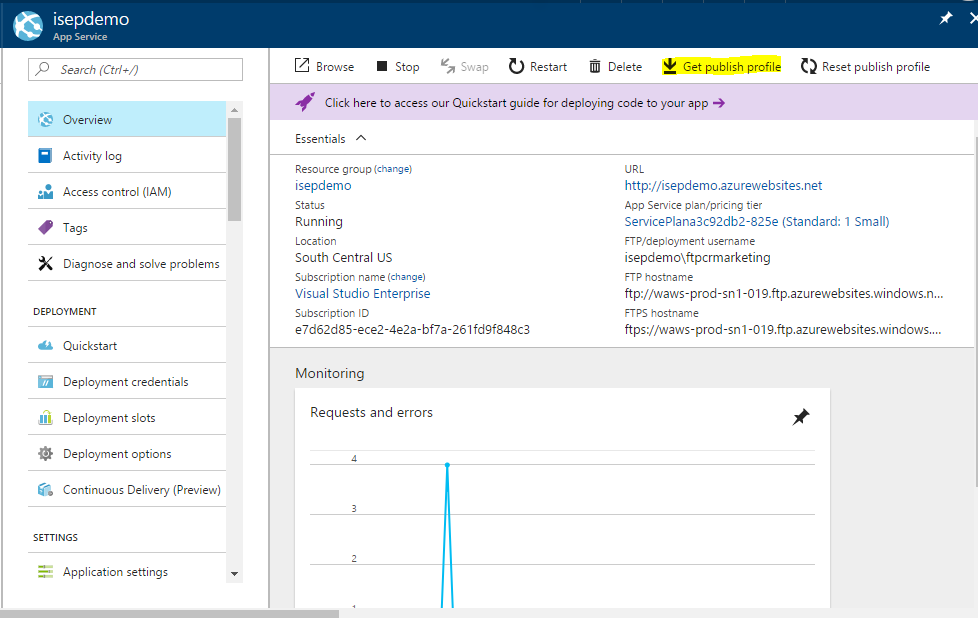 isepdemo
App Service
Search (Ctrl+/)
Overview
Activity log
Access control (IAM)
Tags
Diagnose and solve problems
DEPLOYMENT
Quickstart
Deployment credentials
Deployment slots
Deployment options
Continuous Delivery (Preview)
SETTINGS
Application settings
Browse Stop Swap Restart Delete Get publish profile Reset publish profile
Click here to access our Quickstart guide for deploying code to your app →
Essentials
Resource group (change)
isepdemo
Status
Running
Location
South Central US
Subscription name (change)
Visual Studio Enterprise
Subscription ID
e7d62d85-ece2-4e2a-bf7a-261fd9f848c3
URL
http://isepdemo.azurewebsites.net
App Service plan/pricing tier
ServicePlana3c92db2-825e (Standard: 1 Small)
FTP/deployment username
isepdemo\ftpcrmarketing
FTP hostname
ftp://waws-prod-sn1-019.ftp.azurewebsites.windows.n...
FTPS hostname
ftps://waws-prod-sn1-019.ftp.azurewebsites.windows....
Monitoring
Requests and errors
4
3
2
1